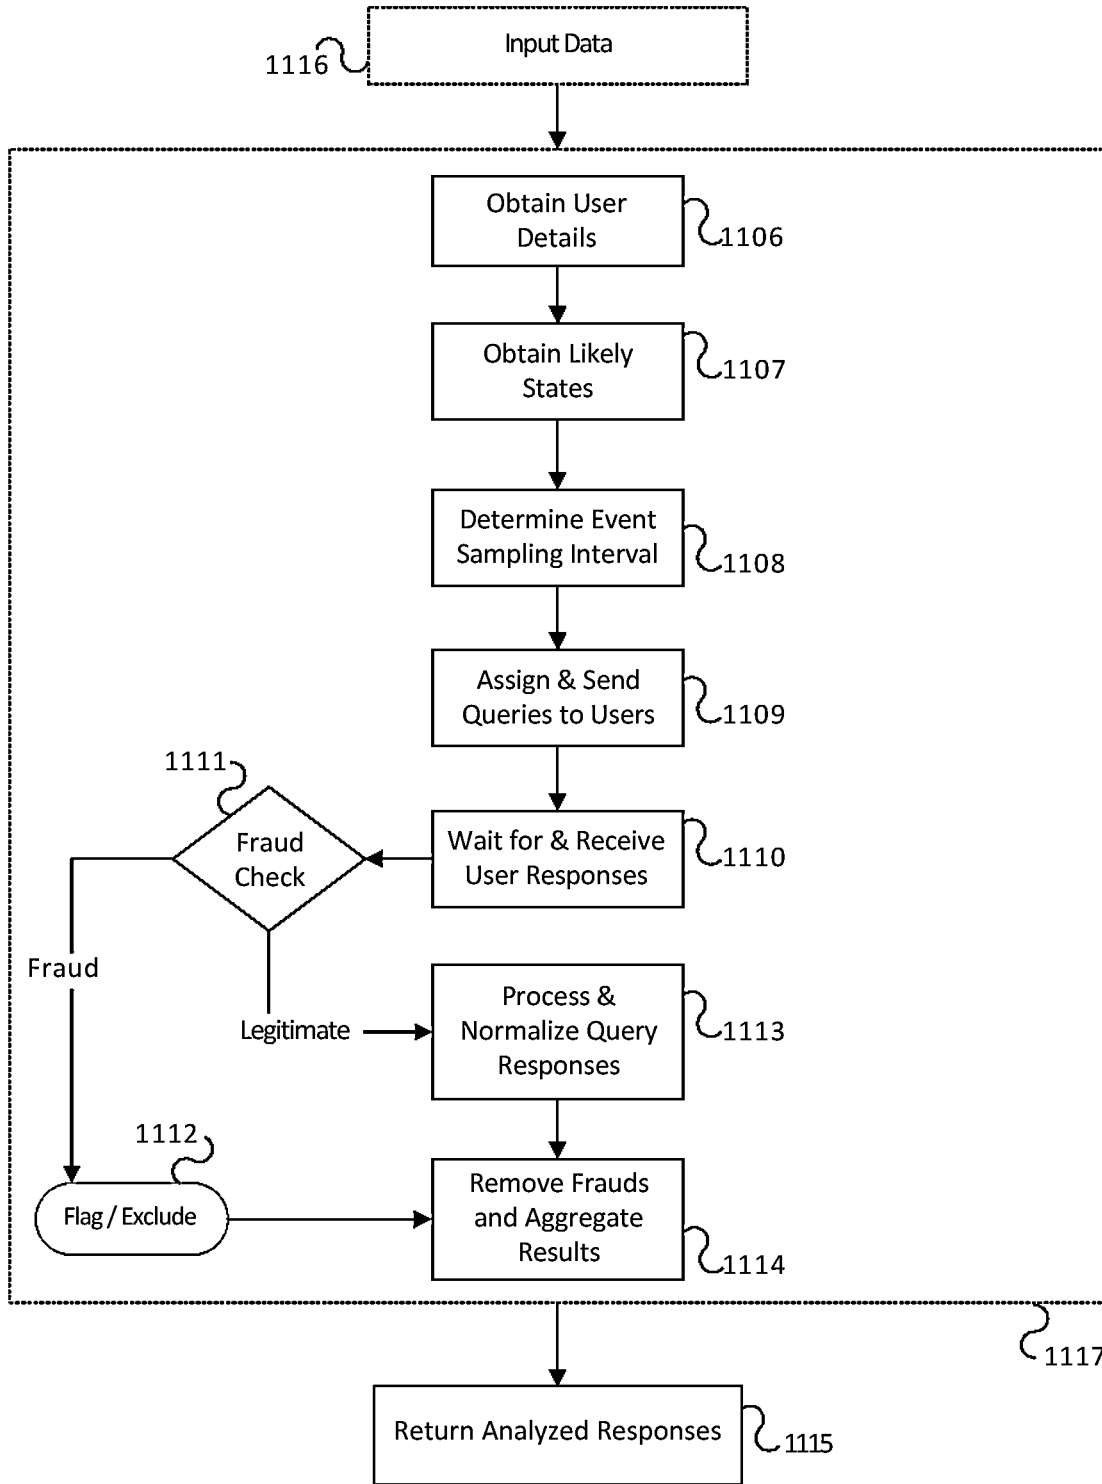 Input Data
1116
Obtain User
Details
1106
Obtain Likely
States
1107
Determine Event
Sampling Interval
1108
Assign & Send
Queries to Users
1109
1111
Fraud
Check
Wait for & Receive
User Responses
1110
Fraud
Legitimate
Process &
Normalize Query
Responses
1113
1112
Flag / Exclude
Remove Frauds
and Aggregate
Results
1114
1117
Return Analyzed Responses
1115